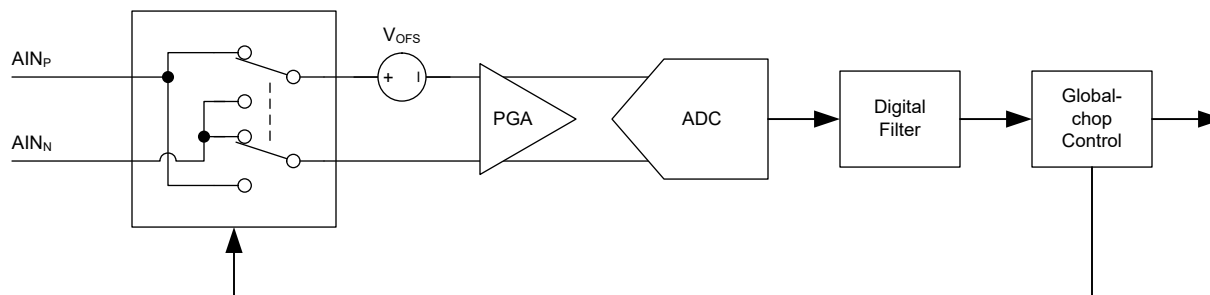 AINP
VOFS
+
–
PGA
ADC
Digital
Filter
Global-
chop
Control
AINN